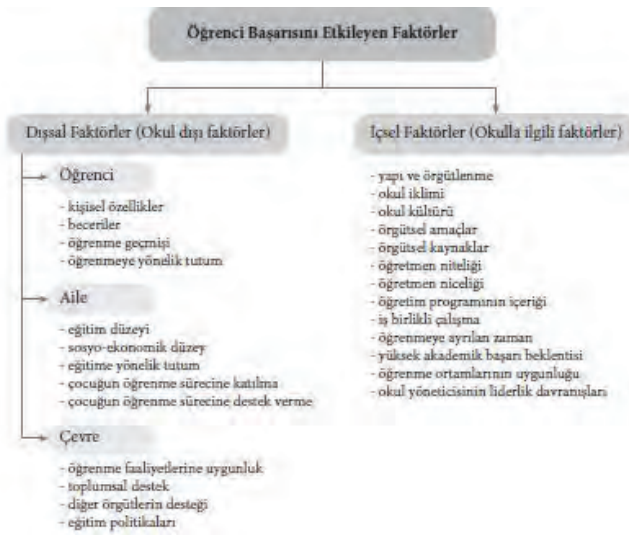 Öğrenci Başarısını Etkileyen Faktörler
Dışsal Faktörler (Okul dışı faktörler)
Öğrenci
- kişisel özellikler
- beceriler
- öğrenme geçmişi
- öğrenmeye yönelik tutum
Aile
- eğitim düzeyi
- sosyo-ekonomik düzey
- eğitime yönelik tutum
- çocuğun öğrenme sürecine katılma
- çocuğun öğrenme sürecine destek verme
Çevre
- öğrenme faaliyetlerine uygunluk
- toplumsal destek
- diğer örgütlerin desteği
- eğitim politikaları
İçsel Faktörler (Okulla ilgili faktörler)
- yapı ve örgütlenme
- okul iklimi
- okul kültürü
- örgütsel amaçlar
- örgütsel kaynaklar
- öğretmen niteliği
- öğretmen niceliği
- öğretim programının içeriği
- iş birlikli çalışma
- öğrenmeye ayrılan zaman
- yüksek akademik başarı beklentisi
- öğrenme ortamlarının uygunluğu
- okul yöneticisinin liderlik davranışları